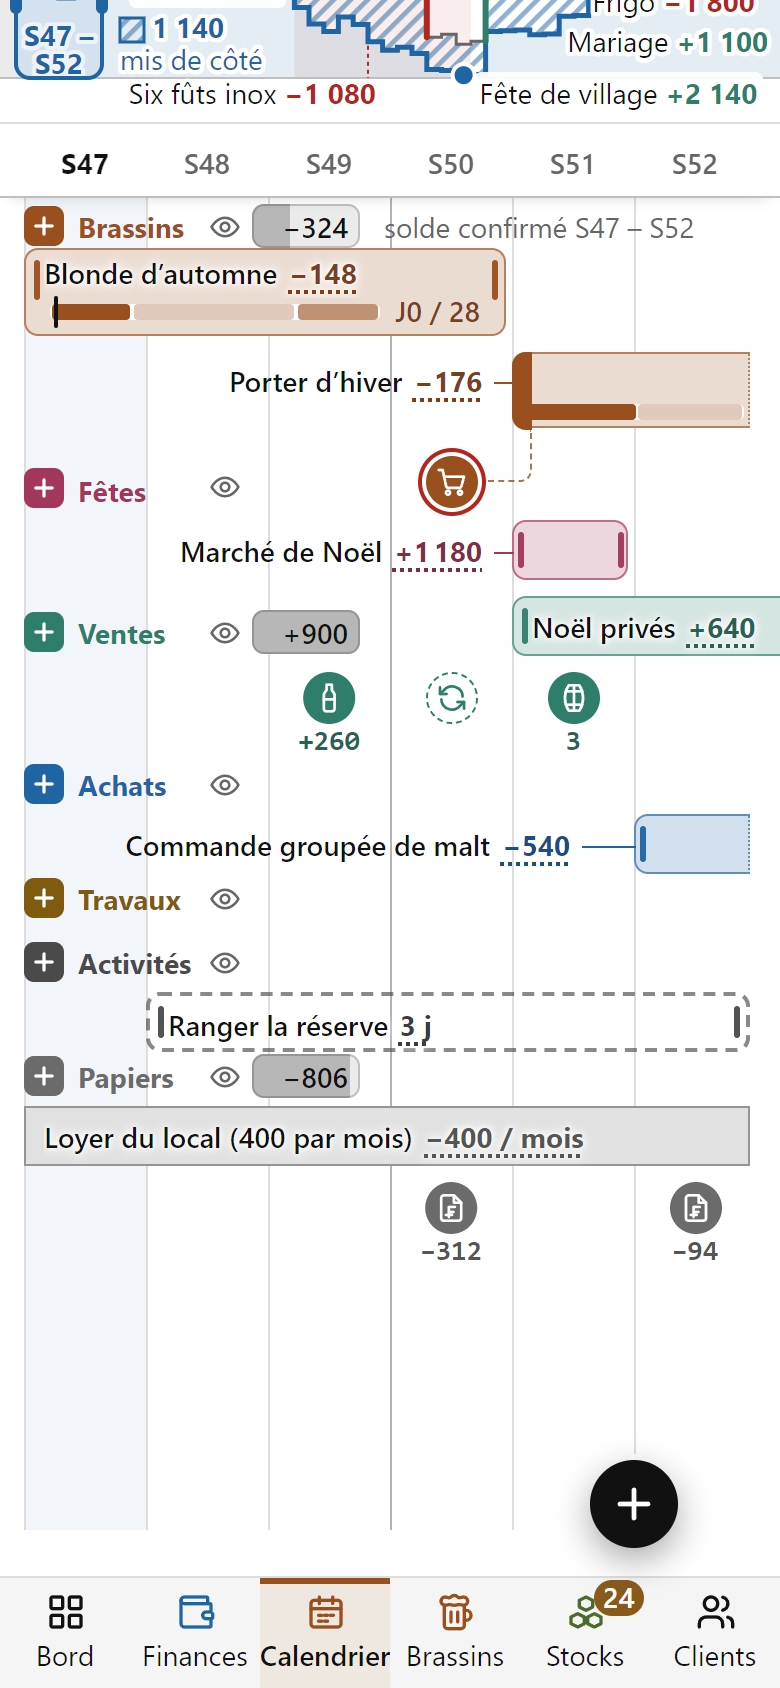 Frigo −1 800
S47 – S52
1 140
mis de côté
Mariage +1 100
Six fûts inox −1 080
Fête de village +2 140
S47 S48 S49 S50 S51 S52
Brassins −324 solde confirmé S47 – S52
Blonde d’automne −148
J0 / 28
Porter d’hiver −176
Fêtes
Marché de Noël +1 180
Ventes +900
Noël privés +640
+260 3
Achats
Commande groupée de malt −540
Travaux
Activités
Ranger la réserve 3 j
Papiers −806
Loyer du local (400 par mois) −400 / mois
−312 −94
24
Bord Finances Calendrier Brassins Stocks Clients